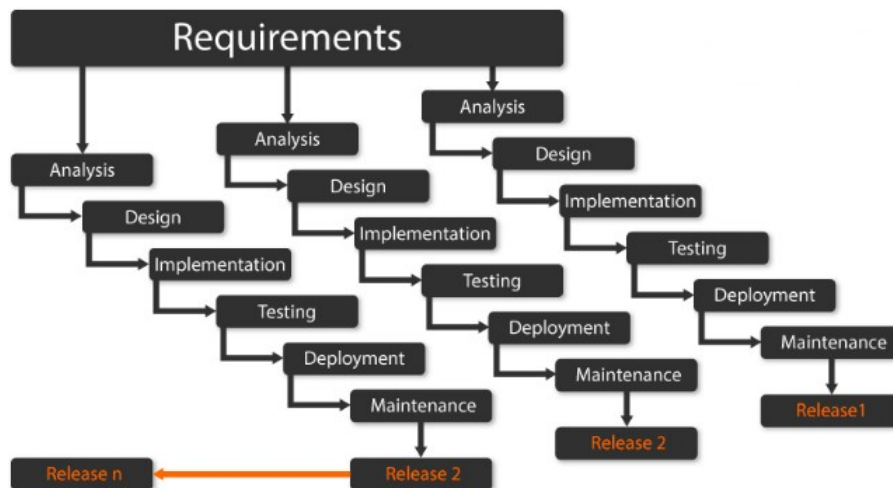 Requirements
Analysis
Design
Implementation
Testing
Deployment
Maintenance
Release 2
Release n
Analysis
Design
Implementation
Testing
Deployment
Maintenance
Release 2
Analysis
Design
Implementation
Testing
Deployment
Maintenance
Release1